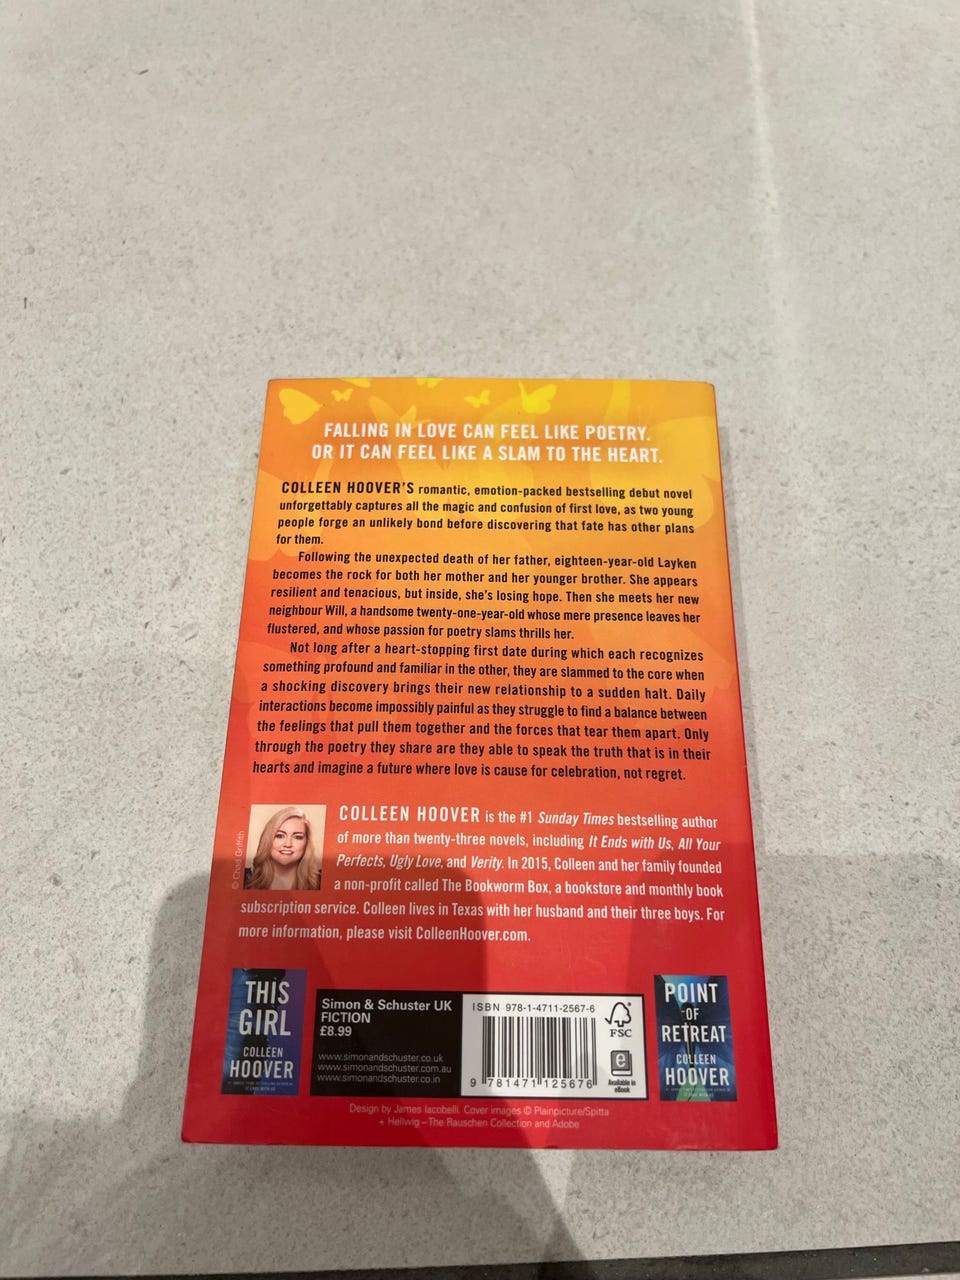 FALLING IN LOVE CAN FEEL LIKE POETRY.
OR IT CAN FEEL LIKE A SLAM TO THE HEART.
COLLEEN HOOVER'S romantic, emotion-packed bestselling debut novel
unforgettably captures all the magic and confusion of first love, as two young
people forge an unlikely bond before discovering that fate has other plans
for them.
Following the unexpected death of her father, eighteen-year-old Layken
becomes the rock for both her mother and her younger brother. She appears
resilient and tenacious, but inside, she's losing hope. Then she meets her new
neighbour Will, a handsome twenty-one-year-old whose mere presence leaves her
flustered, and whose passion for poetry slams thrills her.
Not long after a heart-stopping first date during which each recognizes
something profound and familiar in the other, they are slammed to the core when
a shocking discovery brings their new relationship to a sudden halt. Daily
interactions become impossibly painful as they struggle to find a balance between
the feelings that pull them together and the forces that tear them apart. Only
through the poetry they share are they able to speak the truth that is in their
hearts and imagine a future where love is cause for celebration, not regret.
© Chad Griffith
COLLEEN HOOVER is the #1 Sunday Times bestselling author
of more than twenty-three novels, including It Ends with Us, All Your
Perfects, Ugly Love, and Verity. In 2015, Colleen and her family founded
a non-profit called The Bookworm Box, a bookstore and monthly book
subscription service. Colleen lives in Texas with her husband and their three boys. For
more information, please visit ColleenHoover.com.
THIS
GIRL
COLLEEN
HOOVER
Simon & Schuster UK
FICTION
£8.99
www.simonandschuster.co.uk
www.simonandschuster.com.au
www.simonandschuster.co.in
ISBN 978-1-4711-2567-6
9 781471 125676
FSC
e
Available in
eBook
POINT
OF
RETREAT
COLLEEN
HOOVER
Design by James Iacobelli. Cover images © Plainpicture/Spitta
+ Hellwig – The Rauschen Collection and Adobe